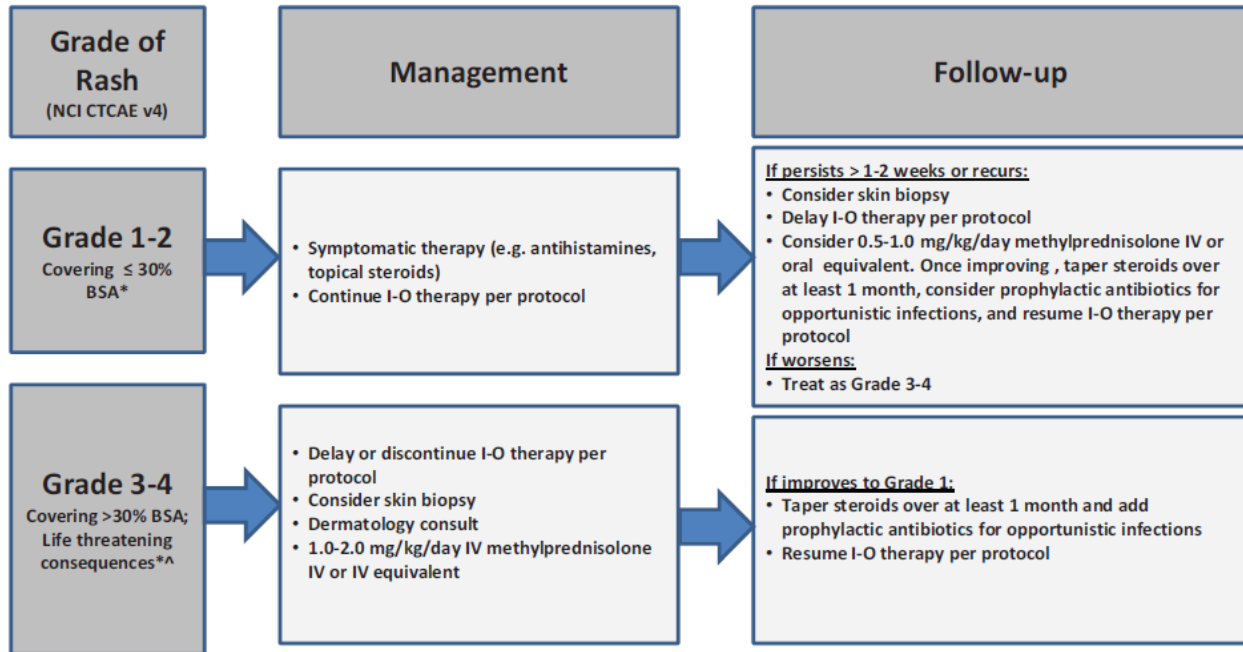 Grade of
Rash
(NCI CTCAE v4)
Management
Follow-up
Grade 1-2
Covering ≤ 30%
BSA*
• Symptomatic therapy (e.g. antihistamines,
topical steroids)
• Continue I-O therapy per protocol
If persists > 1-2 weeks or recurs:
• Consider skin biopsy
• Delay I-O therapy per protocol
• Consider 0.5-1.0 mg/kg/day methylprednisolone IV or
oral equivalent. Once improving , taper steroids over
at least 1 month, consider prophylactic antibiotics for
opportunistic infections, and resume I-O therapy per
protocol
If worsens:
• Treat as Grade 3-4
Grade 3-4
Covering >30% BSA;
Life threatening
consequences*^
• Delay or discontinue I-O therapy per
protocol
• Consider skin biopsy
• Dermatology consult
• 1.0-2.0 mg/kg/day IV methylprednisolone
IV or IV equivalent
If improves to Grade 1:
• Taper steroids over at least 1 month and add
prophylactic antibiotics for opportunistic infections
• Resume I-O therapy per protocol